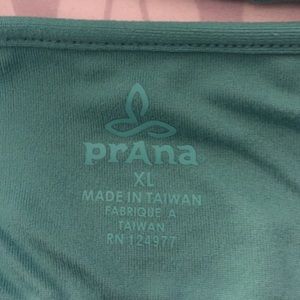 prAna
XL
MADE IN TAIWAN
FABRIQUE A
TAIWAN
RN 124977